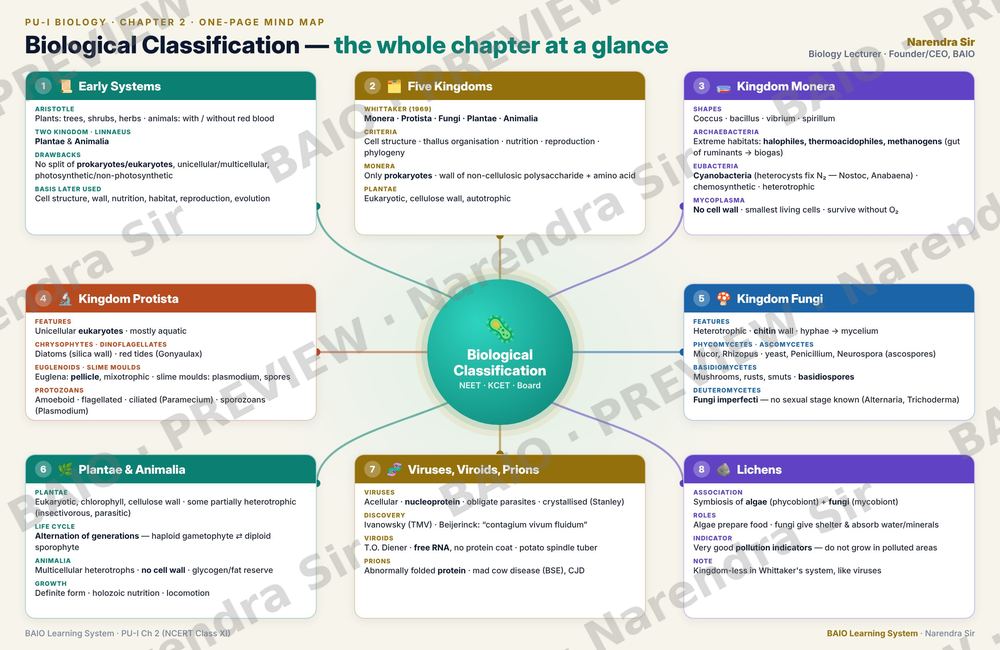 PU-I BIOLOGY · CHAPTER 2 · ONE-PAGE MIND MAP
Biological Classification — the whole chapter at a glance
Narendra Sir
Biology Lecturer · Founder/CEO, BAIO
1 Early Systems
ARISTOTLE
Plants: trees, shrubs, herbs · animals: with / without red blood
TWO KINGDOM · LINNAEUS
Plantae & Animalia
DRAWBACKS
No split of prokaryotes/eukaryotes, unicellular/multicellular,
photosynthetic/non-photosynthetic
BASIS LATER USED
Cell structure, wall, nutrition, habitat, reproduction, evolution
2 Five Kingdoms
WHITTAKER (1969)
Monera · Protista · Fungi · Plantae · Animalia
CRITERIA
Cell structure · thallus organisation · nutrition · reproduction ·
phylogeny
MONERA
Only prokaryotes · wall of non-cellulosic polysaccharide + amino acid
PLANTAE
Eukaryotic, cellulose wall, autotrophic
3 Kingdom Monera
SHAPES
Coccus · bacillus · vibrium · spirillum
ARCHAEBACTERIA
Extreme habitats: halophiles, thermoacidophiles, methanogens (gut
of ruminants → biogas)
EUBACTERIA
Cyanobacteria (heterocysts fix N₂ — Nostoc, Anabaena) ·
chemosynthetic · heterotrophic
MYCOPLASMA
No cell wall · smallest living cells · survive without O₂
4 Kingdom Protista
FEATURES
Unicellular eukaryotes · mostly aquatic
CHRYSOPHYTES · DINOFLAGELLATES
Diatoms (silica wall) · red tides (Gonyaulax)
EUGLENOIDS · SLIME MOULDS
Euglena: pellicle, mixotrophic · slime moulds: plasmodium, spores
PROTOZOANS
Amoeboid · flagellated · ciliated (Paramecium) · sporozoans
(Plasmodium)
Biological
Classification
NEET · KCET · Board
5 Kingdom Fungi
FEATURES
Heterotrophic · chitin wall · hyphae → mycelium
PHYCOMYCETES · ASCOMYCETES
Mucor, Rhizopus · yeast, Penicillium, Neurospora (ascospores)
BASIDIOMYCETES
Mushrooms, rusts, smuts · basidiospores
DEUTEROMYCETES
Fungi imperfecti — no sexual stage known (Alternaria, Trichoderma)
6 Plantae & Animalia
PLANTAE
Eukaryotic, chlorophyll, cellulose wall · some partially heterotrophic
(insectivorous, parasitic)
LIFE CYCLE
Alternation of generations — haploid gametophyte ⇄ diploid
sporophyte
ANIMALIA
Multicellular heterotrophs · no cell wall · glycogen/fat reserve
GROWTH
Definite form · holozoic nutrition · locomotion
7 Viruses, Viroids, Prions
VIRUSES
Acellular · nucleoprotein · obligate parasites · crystallised (Stanley)
DISCOVERY
Ivanowsky (TMV) · Beijerinck: “contagium vivum fluidum”
VIROIDS
T.O. Diener · free RNA, no protein coat · potato spindle tuber
PRIONS
Abnormally folded protein · mad cow disease (BSE), CJD
8 Lichens
ASSOCIATION
Symbiosis of algae (phycobiont) + fungi (mycobiont)
ROLES
Algae prepare food · fungi give shelter & absorb water/minerals
INDICATOR
Very good pollution indicators — do not grow in polluted areas
NOTE
Kingdom-less in Whittaker's system, like viruses
BAIO Learning System · PU-I Ch 2 (NCERT Class XI)
BAIO Learning System · Narendra Sir
BAIO · PREVIEW · Narendra Sir